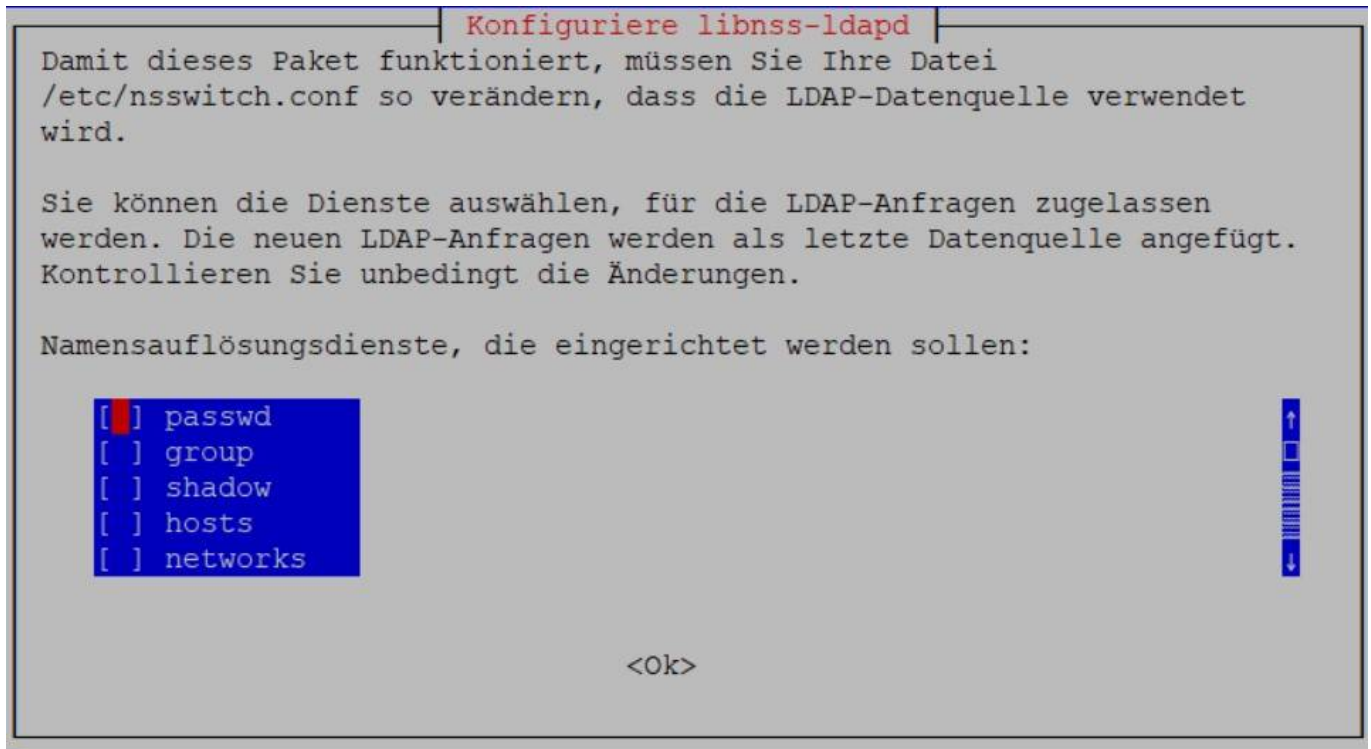 Konfiguriere libnss-ldapd
Damit dieses Paket funktioniert, müssen Sie Ihre Datei
/etc/nsswitch.conf so verändern, dass die LDAP-Datenquelle verwendet
wird.
Sie können die Dienste auswählen, für die LDAP-Anfragen zugelassen
werden. Die neuen LDAP-Anfragen werden als letzte Datenquelle angefügt.
Kontrollieren Sie unbedingt die Änderungen.
Namensauflösungsdienste, die eingerichtet werden sollen:
[ ] passwd
[ ] group
[ ] shadow
[ ] hosts
[ ] networks
<Ok>